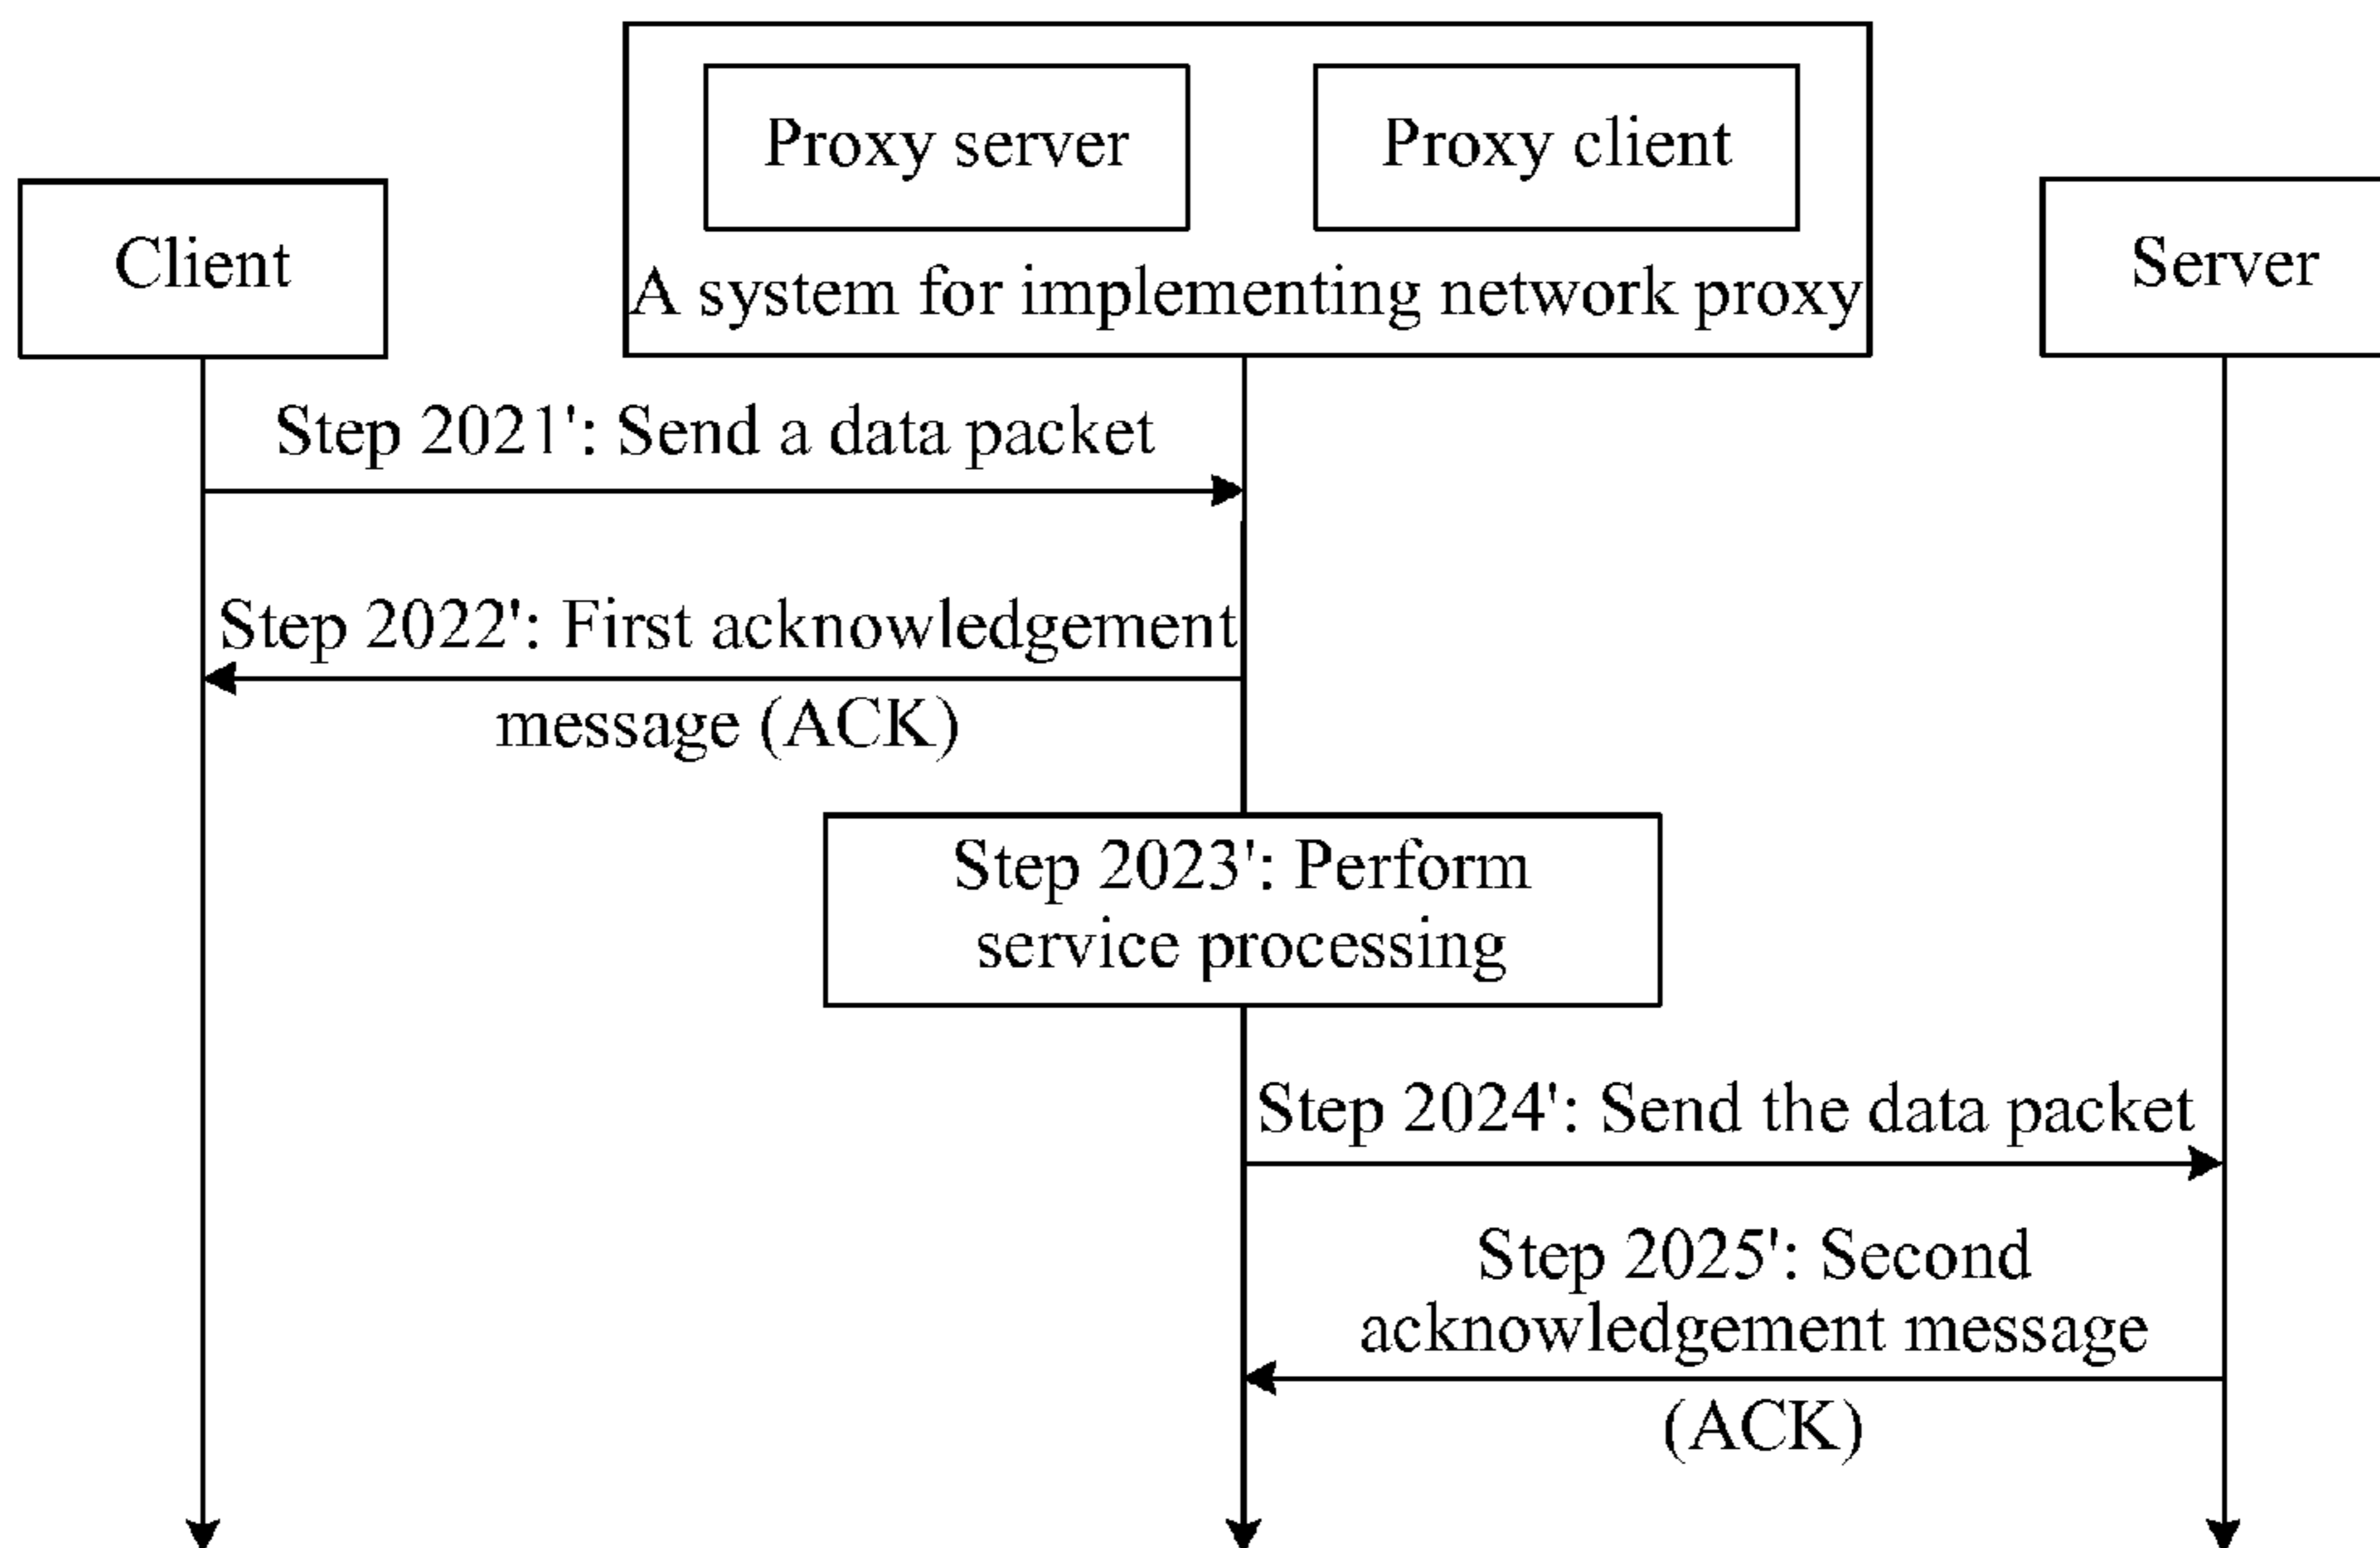 Proxy server
Proxy client
Client
A system for implementing network proxy
Server
Step 2021': Send a data packet
Step 2022': First acknowledgement
message (ACK)
Step 2023': Perform
service processing
Step 2024': Send the data packet
Step 2025': Second
acknowledgement message
(ACK)